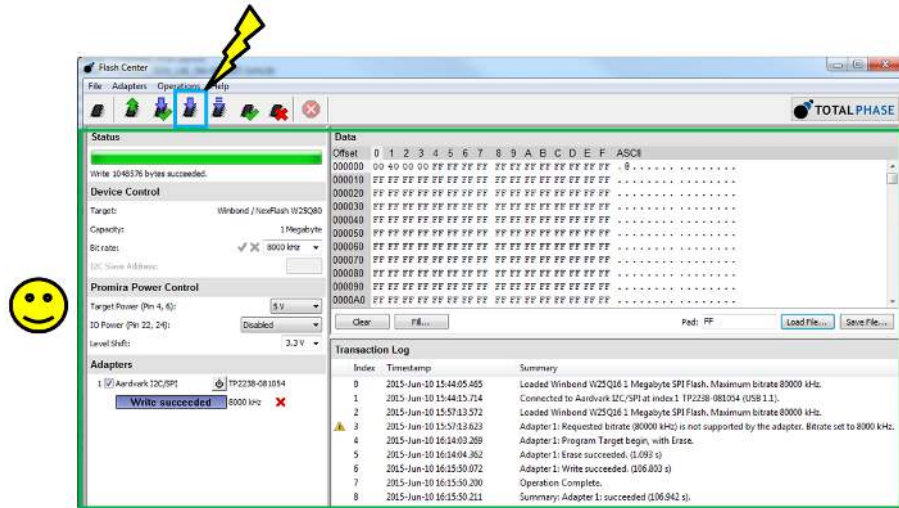 Flash Center
File Adapters Operations Help
TOTAL PHASE
Status
Write 1048576 bytes succeeded.
Device Control
Target: Winbond / NexFlash W25Q80
Capacity: 1 Megabyte
Bit rate: 8000 kHz
I2C Slave Address:
Promira Power Control
Target Power (Pin 4, 6): 5 V
IO Power (Pin 22, 24): Disabled
Level Shift: 3.3 V
Adapters
1 Aardvark I2C/SPI TP2238-081054
Write succeeded 8000 kHz
Data
Offset 0 1 2 3 4 5 6 7 8 9 A B C D E F ASCII
000000 00 40 00 00 FF FF FF FF FF FF FF FF FF FF FF FF .@..............
000010 FF FF FF FF FF FF FF FF FF FF FF FF FF FF FF FF ................
000020 FF FF FF FF FF FF FF FF FF FF FF FF FF FF FF FF ................
000030 FF FF FF FF FF FF FF FF FF FF FF FF FF FF FF FF ................
000040 FF FF FF FF FF FF FF FF FF FF FF FF FF FF FF FF ................
000050 FF FF FF FF FF FF FF FF FF FF FF FF FF FF FF FF ................
000060 FF FF FF FF FF FF FF FF FF FF FF FF FF FF FF FF ................
000070 FF FF FF FF FF FF FF FF FF FF FF FF FF FF FF FF ................
000080 FF FF FF FF FF FF FF FF FF FF FF FF FF FF FF FF ................
000090 FF FF FF FF FF FF FF FF FF FF FF FF FF FF FF FF ................
0000A0 FF FF FF FF FF FF FF FF FF FF FF FF FF FF FF FF ................
Clear Fill... Pad: FF Load File... Save File...
Transaction Log
Index Timestamp Summary
0 2015-Jun-10 15:44:05.465 Loaded Winbond W25Q16 1 Megabyte SPI Flash. Maximum bitrate 80000 kHz.
1 2015-Jun-10 15:44:15.714 Connected to Aardvark I2C/SPI at index 1 TP2238-081054 (USB 1.1).
2 2015-Jun-10 15:57:13.572 Loaded Winbond W25Q16 1 Megabyte SPI Flash. Maximum bitrate 80000 kHz.
3 2015-Jun-10 15:57:13.623 Adapter 1: Requested bitrate (80000 kHz) is not supported by the adapter. Bitrate set to 8000 kHz.
4 2015-Jun-10 16:14:03.269 Adapter 1: Program Target begin, with Erase.
5 2015-Jun-10 16:14:04.362 Adapter 1: Erase succeeded. (1.093 s)
6 2015-Jun-10 16:15:50.072 Adapter 1: Write succeeded. (106.803 s)
7 2015-Jun-10 16:15:50.200 Operation Complete.
8 2015-Jun-10 16:15:50.211 Summary: Adapter 1: succeeded (106.942 s).